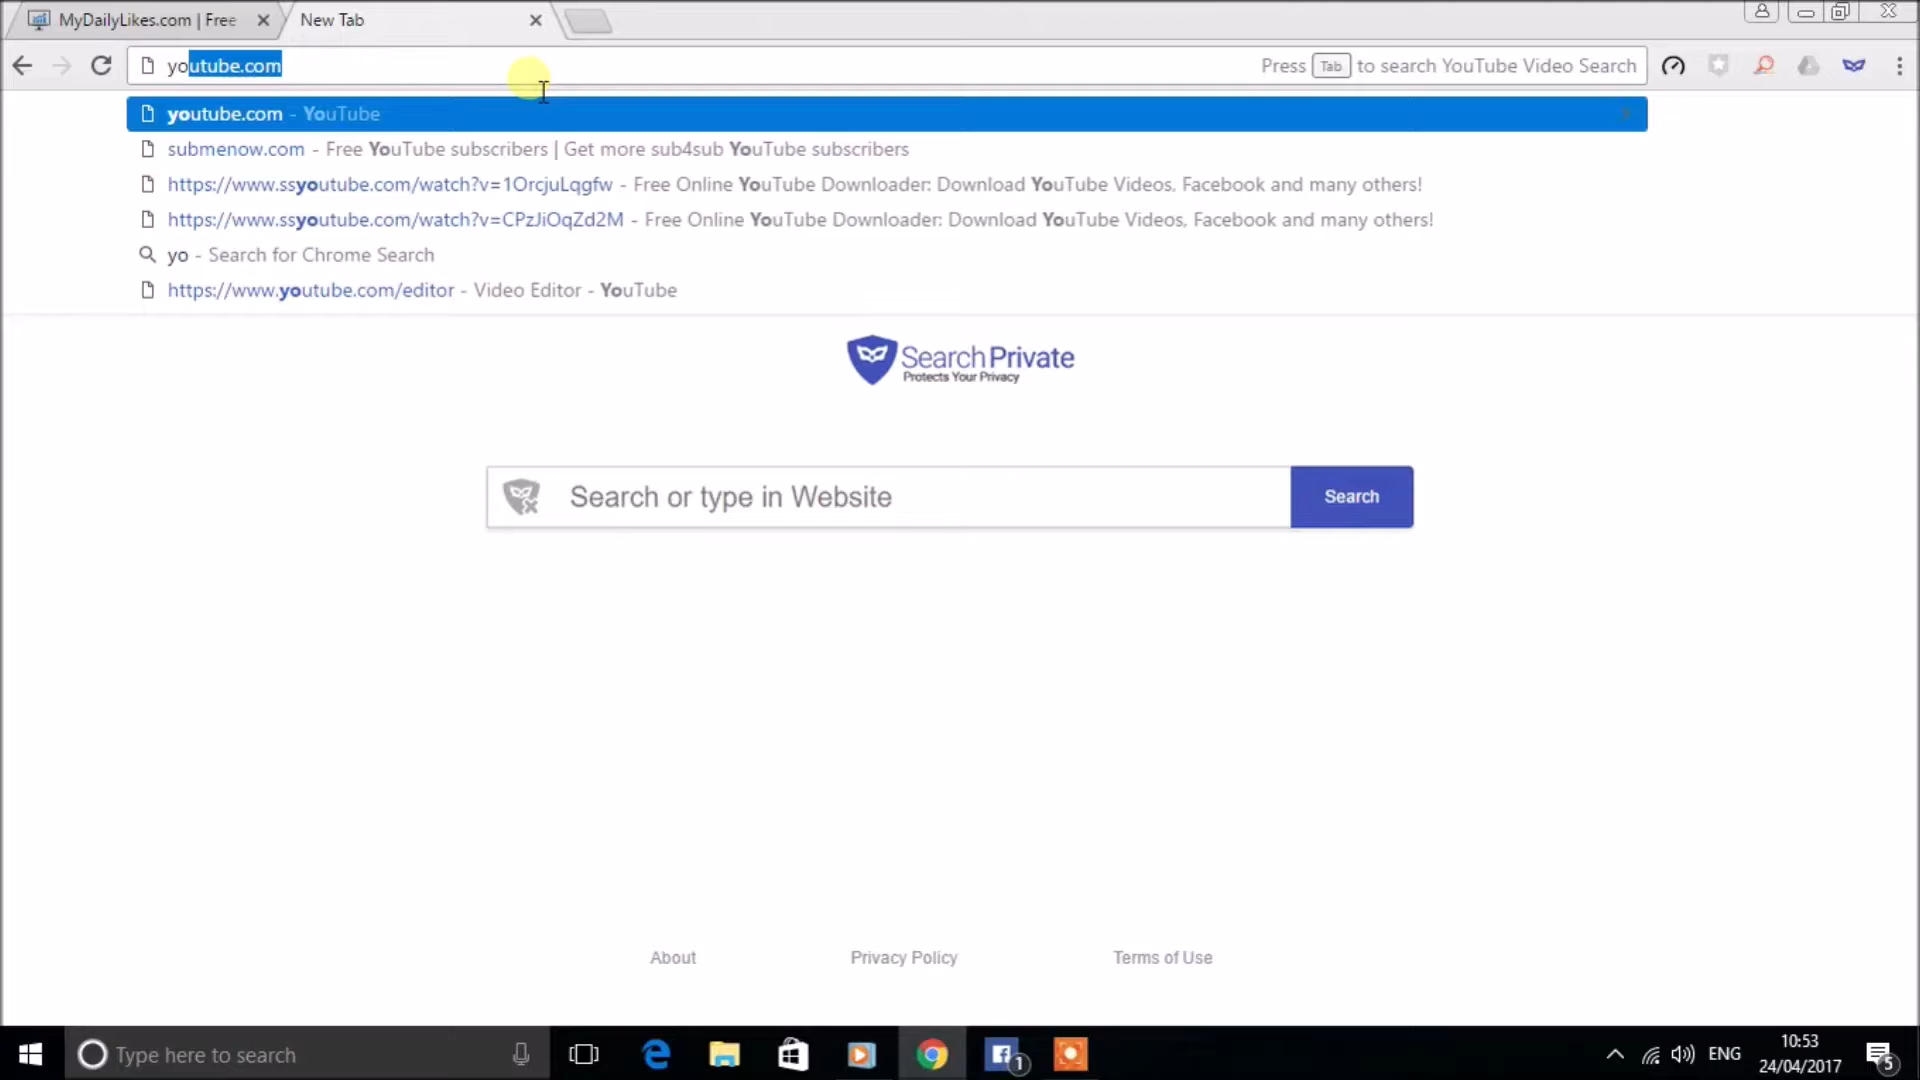 MyDailyLikes.com | Free
New Tab
youtube.com
Press Tab to search YouTube Video Search
youtube.com - YouTube
submenow.com - Free YouTube subscribers | Get more sub4sub YouTube subscribers
https://www.ssyoutube.com/watch?v=1OrcjuLqgfw - Free Online YouTube Downloader: Download YouTube Videos, Facebook and many others!
https://www.ssyoutube.com/watch?v=CPzJiOqZd2M - Free Online YouTube Downloader: Download YouTube Videos, Facebook and many others!
yo - Search for Chrome Search
https://www.youtube.com/editor - Video Editor - YouTube
Search Private
Protects Your Privacy
Search or type in Website
Search
About Privacy Policy Terms of Use
Type here to search
1
ENG
10:53
24/04/2017
5